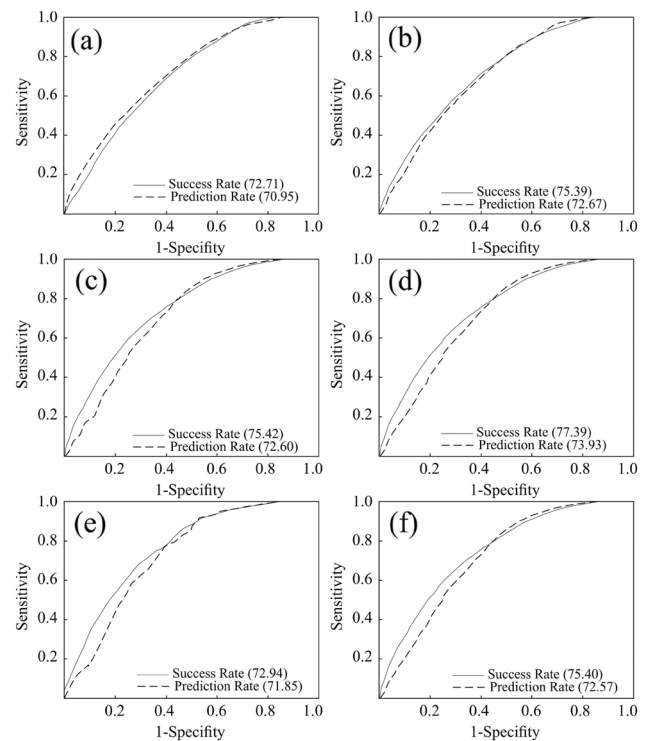 1.0
(a)
0.8
0.6
Sensitivity
0.4
0.2
Success Rate (72.71)
Prediction Rate (70.95)
0.2 0.4 0.6 0.8 1.0
1-Specifity
1.0
(b)
0.8
0.6
Sensitivity
0.4
0.2
Success Rate (75.39)
Prediction Rate (72.67)
0.2 0.4 0.6 0.8 1.0
1-Specifity
1.0
(c)
0.8
0.6
Sensitivity
0.4
0.2
Success Rate (75.42)
Prediction Rate (72.60)
0.2 0.4 0.6 0.8 1.0
1-Specifity
1.0
(d)
0.8
0.6
Sensitivity
0.4
0.2
Success Rate (77.39)
Prediction Rate (73.93)
0.2 0.4 0.6 0.8 1.0
1-Specifity
1.0
(e)
0.8
0.6
Sensitivity
0.4
0.2
Success Rate (72.94)
Prediction Rate (71.85)
0.2 0.4 0.6 0.8 1.0
1-Specifity
1.0
(f)
0.8
0.6
Sensitivity
0.4
0.2
Success Rate (75.40)
Prediction Rate (72.57)
0.2 0.4 0.6 0.8 1.0
1-Specifity